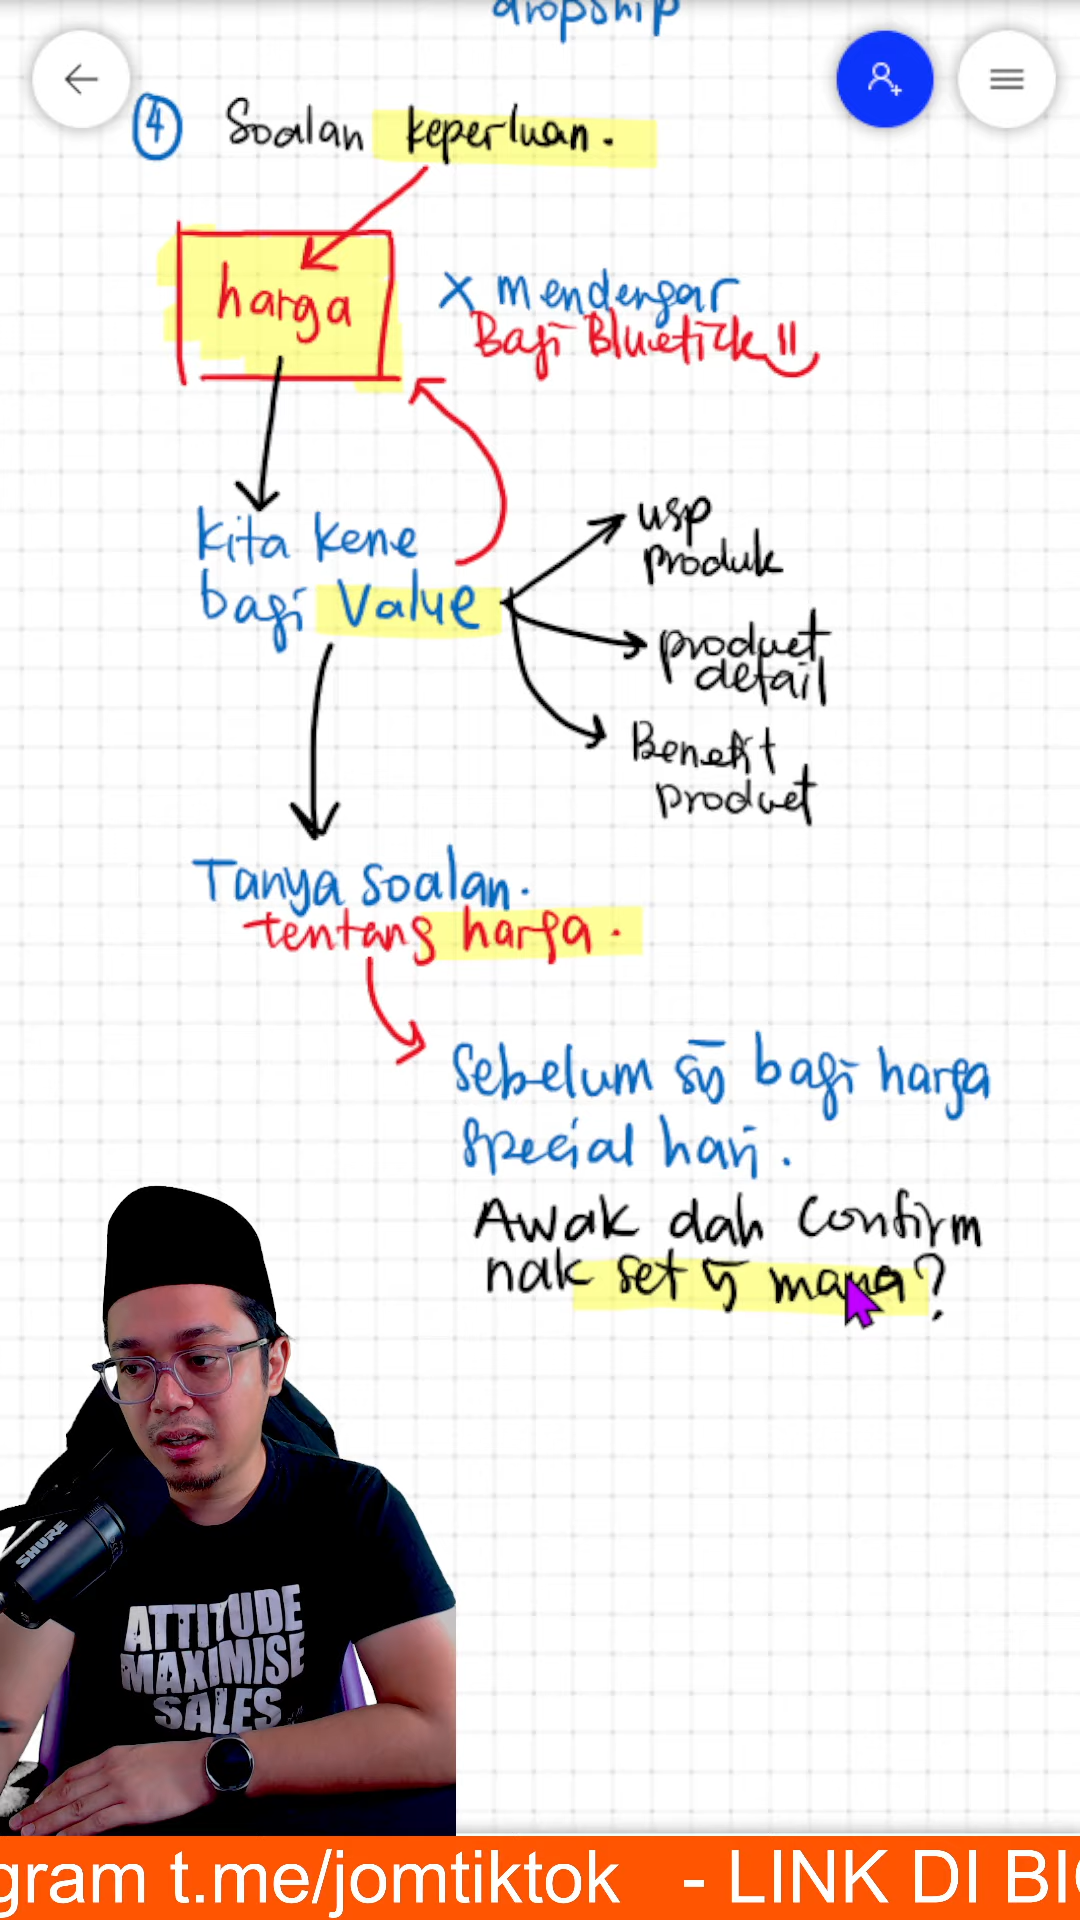 dropship
4 Soalan keperluan.
harga
x mendengar
Bagi Bluetick
Kita kene
bagi Value
usp
produk
product
detail
Benefit
product
Tanya soalan.
tentang harga.
Sebelum sy bagi harga
special hari.
Awak dah confirm
nak set yg mana?
SHURE
ATTITUDE
MAXIMISE
SALES
gram t.me/jomtiktok - LINK DI BI